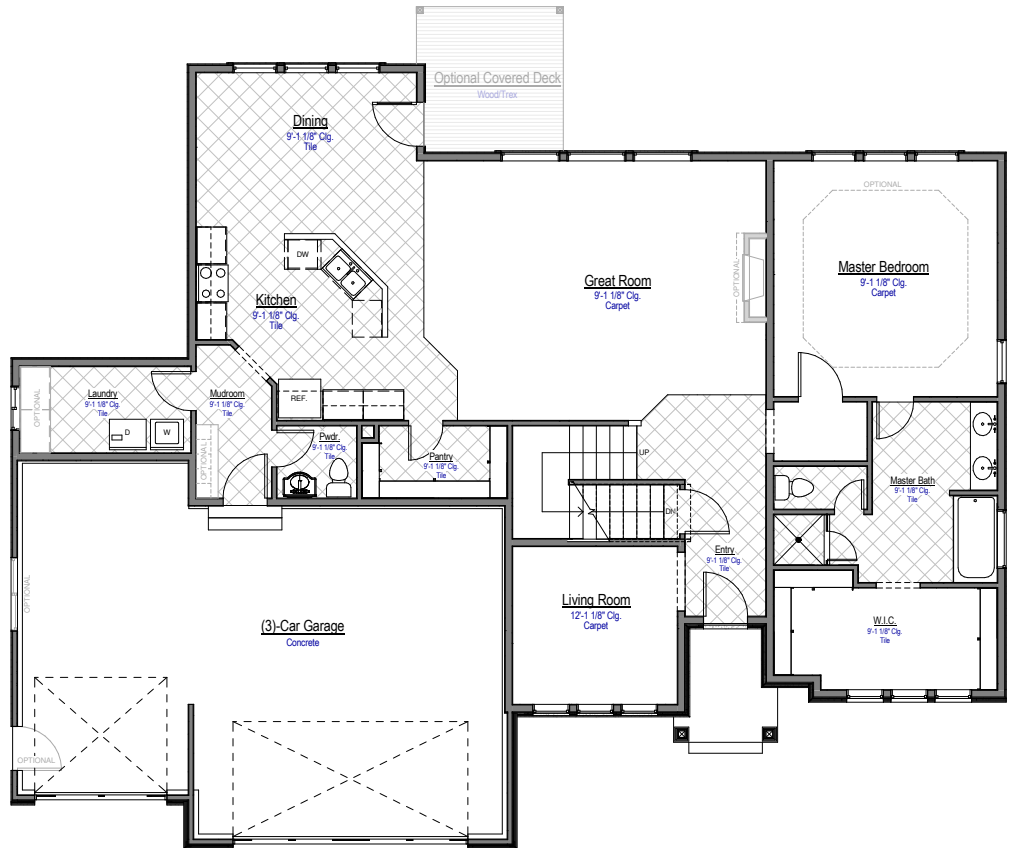 Optional Covered Deck
Wood/Trex
Dining
9'-1 1/8" Clg.
Tile
OPTIONAL
DW
Great Room
9'-1 1/8" Clg.
Carpet
OPTIONAL
Master Bedroom
9'-1 1/8" Clg.
Carpet
Kitchen
9'-1 1/8" Clg.
Tile
OPTIONAL
Laundry
9'-1 1/8" Clg.
Tile
D
W
Mudroom
9'-1 1/8" Clg.
Tile
OPTIONAL
REF.
Pwdr.
9'-1 1/8" Clg.
Tile
Pantry
9'-1 1/8" Clg.
Tile
UP
DN
Master Bath
9'-1 1/8" Clg.
Tile
Entry
9'-1 1/8" Clg.
Tile
OPTIONAL
(3)-Car Garage
Concrete
Living Room
12'-1 1/8" Clg.
Carpet
W.I.C.
9'-1 1/8" Clg.
Tile
OPTIONAL